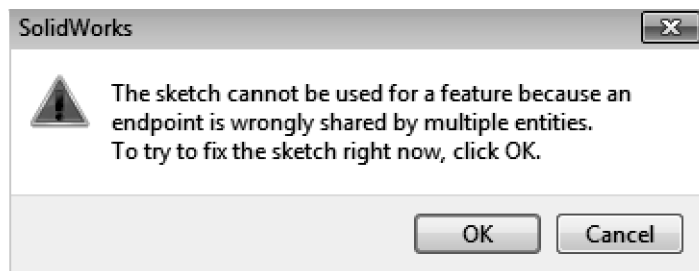 SolidWorks
The sketch cannot be used for a feature because an
endpoint is wrongly shared by multiple entities.
To try to fix the sketch right now, click OK.
OK
Cancel